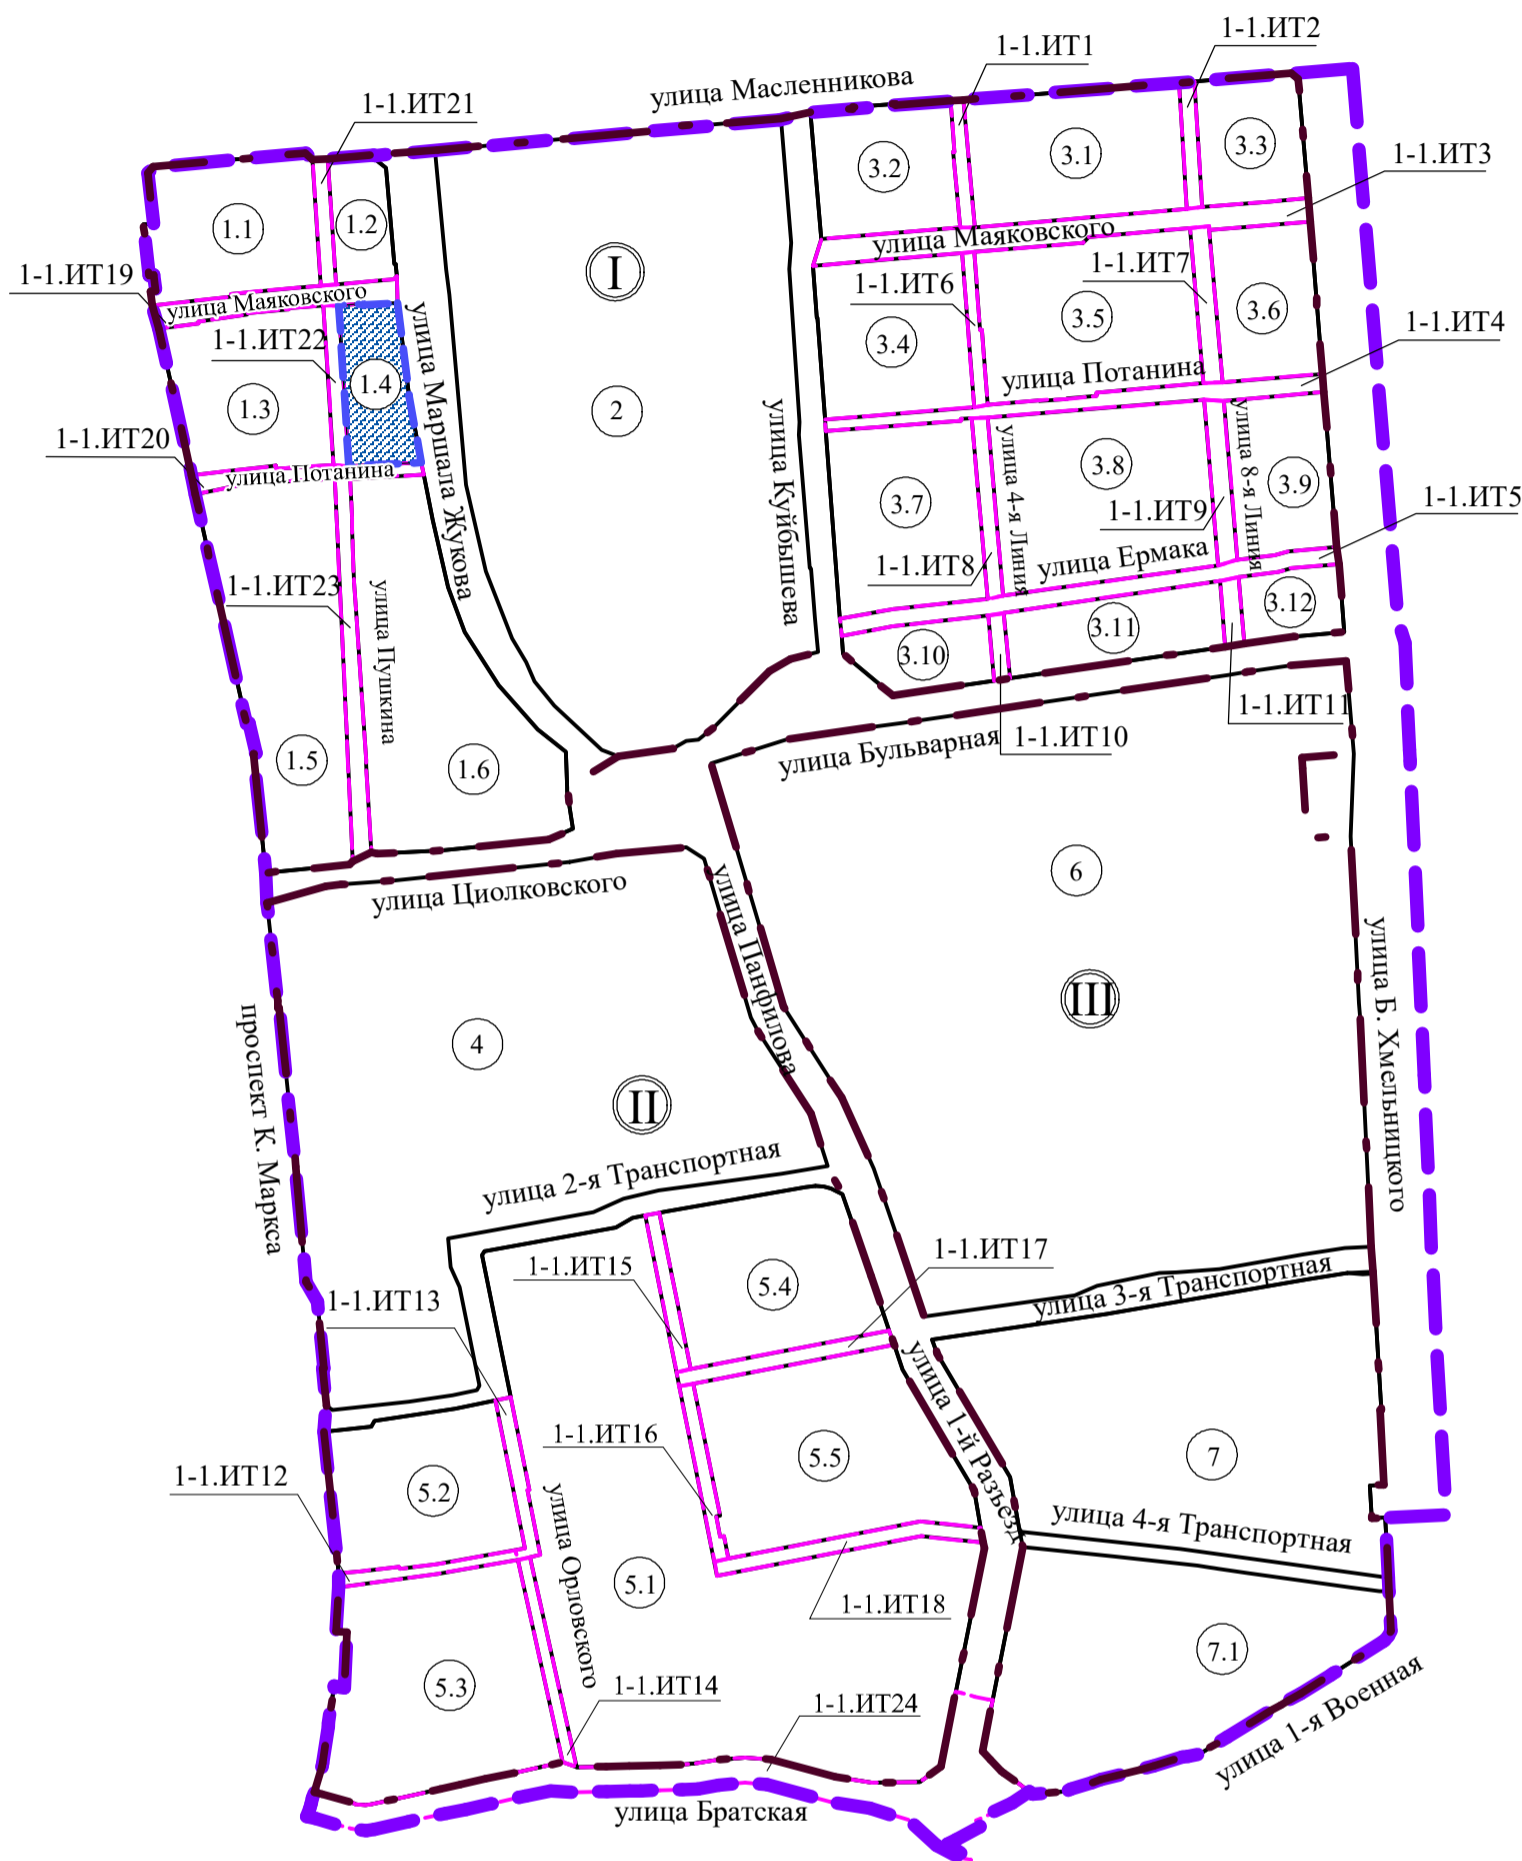 1-1.ИТ2
1-1.ИТ1
улица Масленникова
1-1.ИТ21
3.3
3.1
3.2
1-1.ИТ3
1.1
1.2
улица Маяковского
I
1-1.ИТ19
1-1.ИТ7
1-1.ИТ6
улица Маяковского
3.6
3.5
1-1.ИТ4
1-1.ИТ22
3.4
улица Потанина
1.4
1.3
2
улица Маршала Жукова
улица Куйбышева
1-1.ИТ20
улица Потанина
улица 4-я Линия
3.8
улица 8-я Линия
3.9
3.7
1-1.ИТ9
1-1.ИТ5
1-1.ИТ8
улица Ермака
1-1.ИТ23
улица Пушкина
3.12
3.11
3.10
1-1.ИТ11
1-1.ИТ10
улица Бульварная
1.5
1.6
6
улица Циолковского
улица Панфилова
улица Б. Хмельницкого
III
проспект К. Маркса
4
II
улица 2-я Транспортная
1-1.ИТ17
1-1.ИТ15
5.4
улица 3-я Транспортная
1-1.ИТ13
1-1.ИТ16
5.5
улица 1-й Разъезд
7
1-1.ИТ12
5.2
улица 4-я Транспортная
улица Орловского
5.1
1-1.ИТ18
7.1
5.3
1-1.ИТ14
1-1.ИТ24
улица 1-я Военная
улица Братская